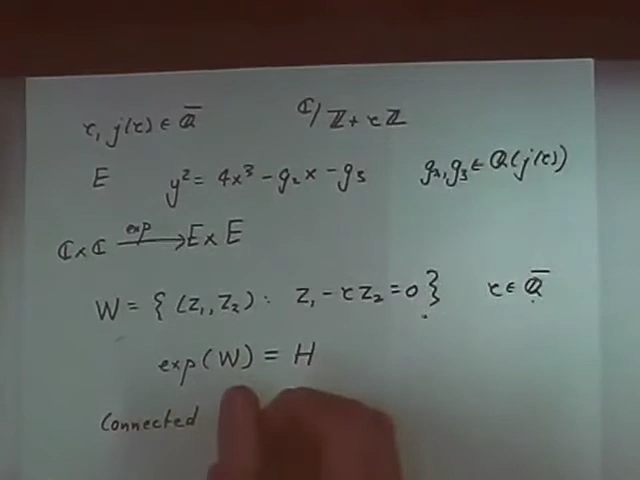 τ, j(τ) ∈ ℚ̄ ℂ/ℤ + τℤ
E y² = 4x³ - g₂x - g₃ g₂, g₃ ∈ ℚ(j(τ))
ℂ × ℂ —exp→ E × E
W = { (z₁, z₂) : z₁ - τz₂ = 0 } τ ∈ ℚ̄
exp(W) = H
Connected